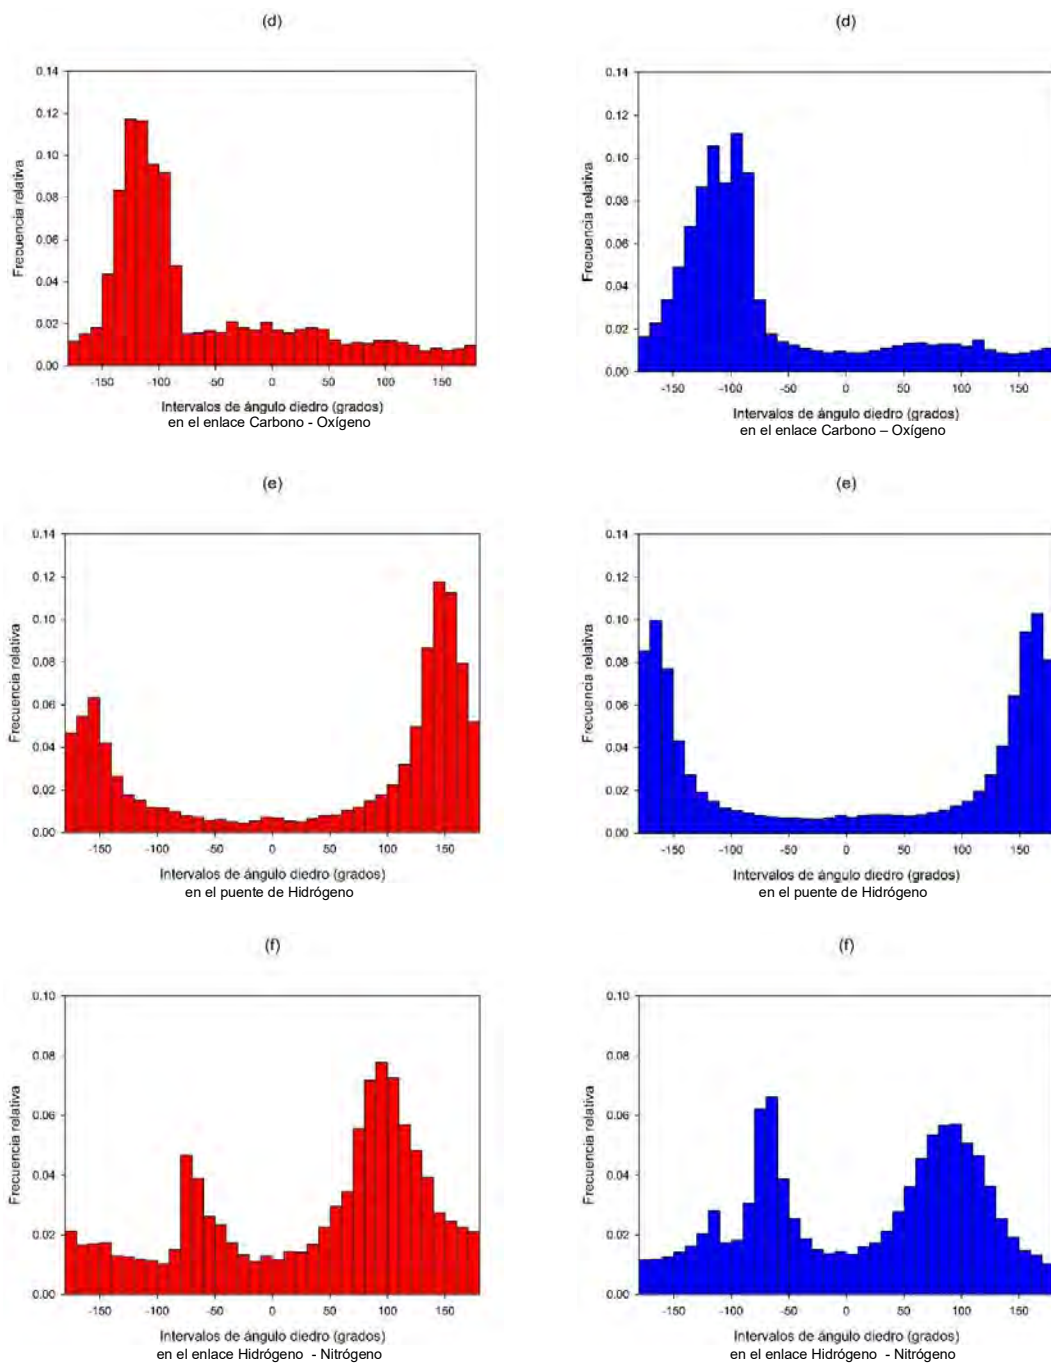 (d)
(d)
Frecuencia relativa
0.14
0.12
0.10
0.08
0.06
0.04
0.02
0.00
-150 -100 -50 0 50 100 150
Intervalos de ángulo diedro (grados)
en el enlace Carbono - Oxígeno
Frecuencia relativa
0.14
0.12
0.10
0.08
0.06
0.04
0.02
0.00
-150 -100 -50 0 50 100 150
Intervalos de ángulo diedro (grados)
en el enlace Carbono – Oxígeno
(e)
(e)
Frecuencia relativa
0.14
0.12
0.10
0.08
0.06
0.04
0.02
0.00
-150 -100 -50 0 50 100 150
Intervalos de ángulo diedro (grados)
en el puente de Hidrógeno
Frecuencia relativa
0.14
0.12
0.10
0.08
0.06
0.04
0.02
0.00
-150 -100 -50 0 50 100 150
Intervalos de ángulo diedro (grados)
en el puente de Hidrógeno
(f)
(f)
Frecuencia relativa
0.10
0.08
0.06
0.04
0.02
0.00
-150 -100 -50 0 50 100 150
Intervalos de ángulo diedro (grados)
en el enlace Hidrógeno - Nitrógeno
Frecuencia relativa
0.10
0.08
0.06
0.04
0.02
0.00
-150 -100 -50 0 50 100 150
Intervalos de ángulo diedro (grados)
en el enlace Hidrógeno - Nitrógeno